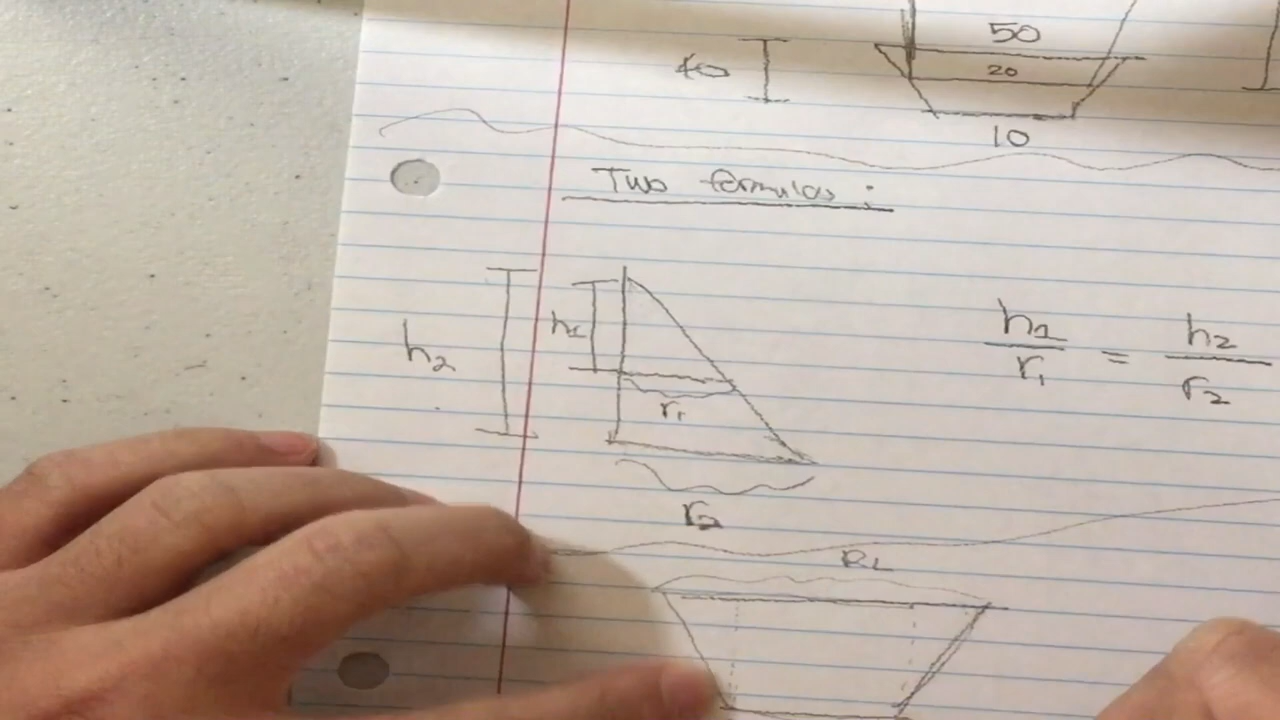 50
40
20
10
Two formulas :
h₂
h₁
r₁
r₂
h₁/r₁ = h₂/r₂
R₁